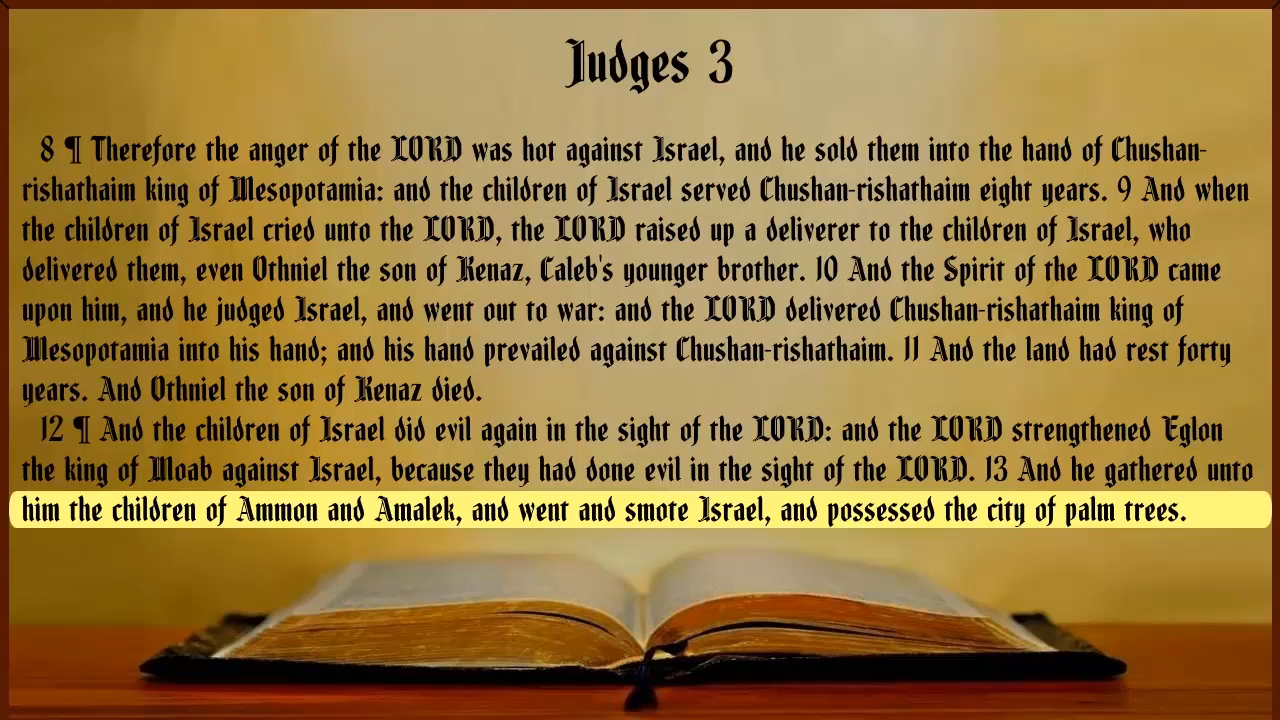 Judges 3
8 ¶ Therefore the anger of the LORD was hot against Israel, and he sold them into the hand of Chushan-
rishathaim king of Mesopotamia: and the children of Israel served Chushan-rishathaim eight years. 9 And when
the children of Israel cried unto the LORD, the LORD raised up a deliverer to the children of Israel, who
delivered them, even Othniel the son of Kenaz, Caleb's younger brother. 10 And the Spirit of the LORD came
upon him, and he judged Israel, and went out to war: and the LORD delivered Chushan-rishathaim king of
Mesopotamia into his hand; and his hand prevailed against Chushan-rishathaim. 11 And the land had rest forty
years. And Othniel the son of Kenaz died.
12 ¶ And the children of Israel did evil again in the sight of the LORD: and the LORD strengthened Eglon
the king of Moab against Israel, because they had done evil in the sight of the LORD. 13 And he gathered unto
him the children of Ammon and Amalek, and went and smote Israel, and possessed the city of palm trees.